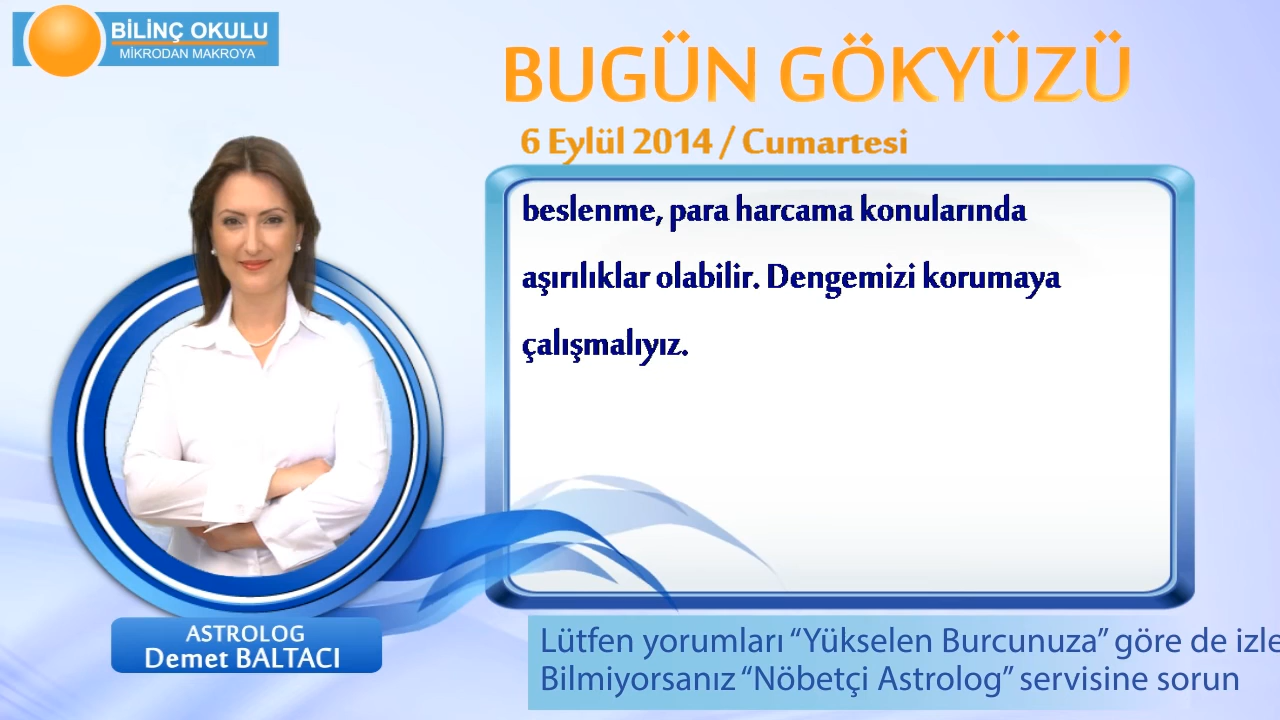 BİLİNÇ OKULU
MİKRODAN MAKROYA
BUGÜN GÖKYÜZÜ
6 Eylül 2014 / Cumartesi
beslenme, para harcama konularında
aşırılıklar olabilir. Dengemizi korumaya
çalışmalıyız.
ASTROLOG
Demet BALTACI
Lütfen yorumları “Yükselen Burcunuza” göre de izle
Bilmiyorsanız “Nöbetçi Astrolog” servisine sorun